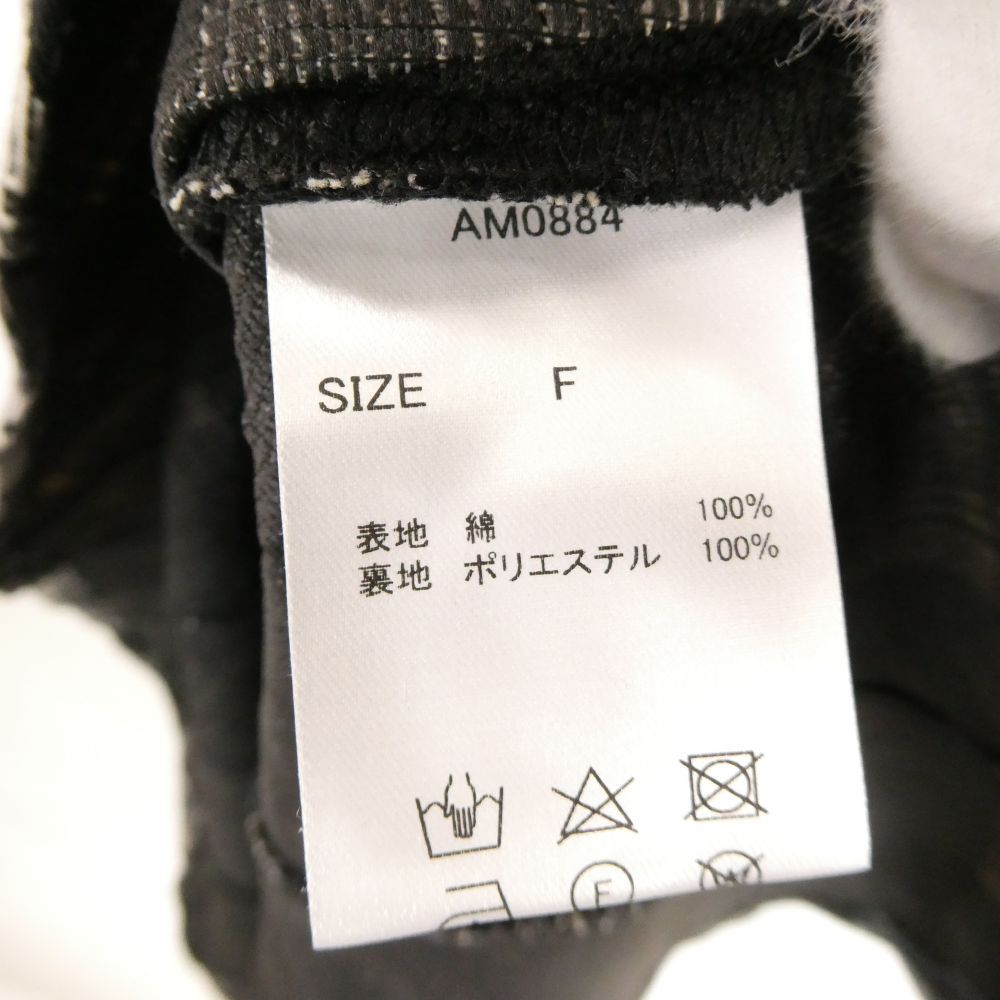 AM0884
SIZE F
表地 綿 100%
裏地 ポリエステル 100%
F
W